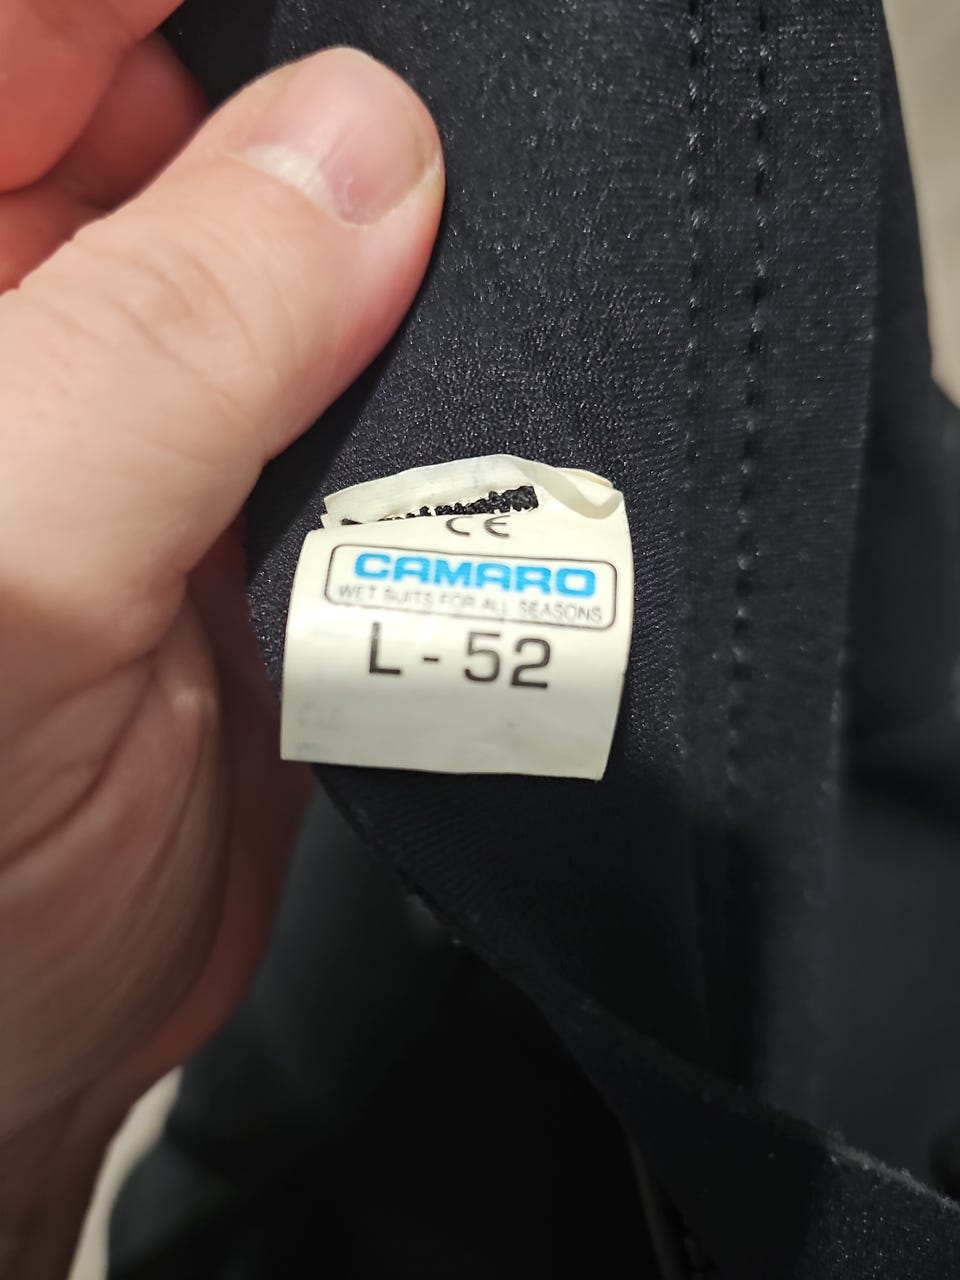 CE
CAMARO
WET SUITS FOR ALL SEASONS
L - 52